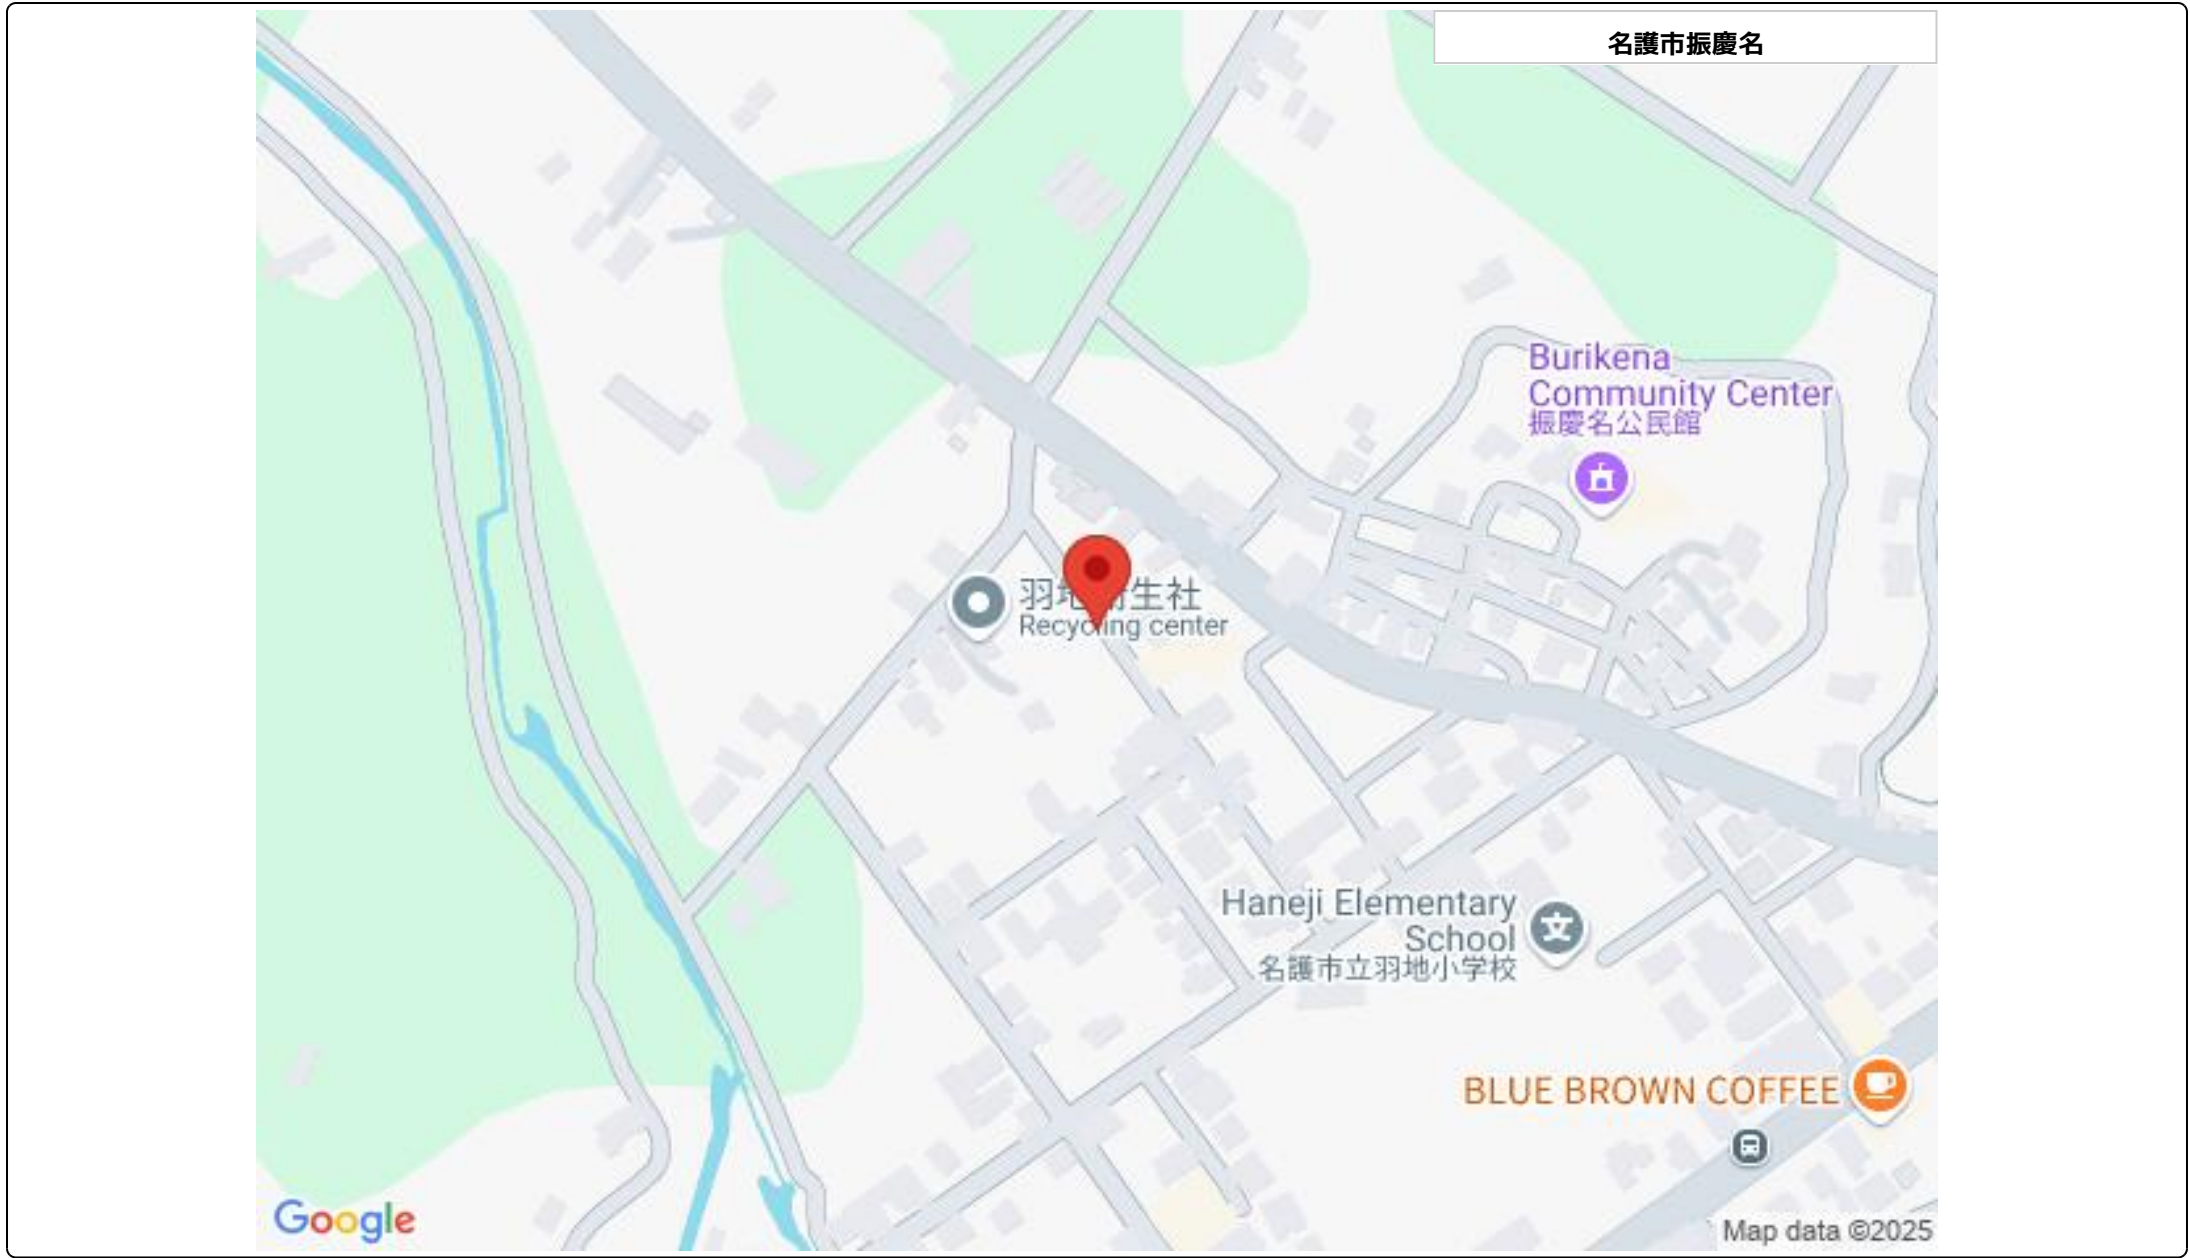 名護市振慶名
Burikena
Community Center
振慶名公民館
羽地 生社
Recycling center
Haneji Elementary
School
名護市立羽地小学校
BLUE BROWN COFFEE
Google
Map data ©2025